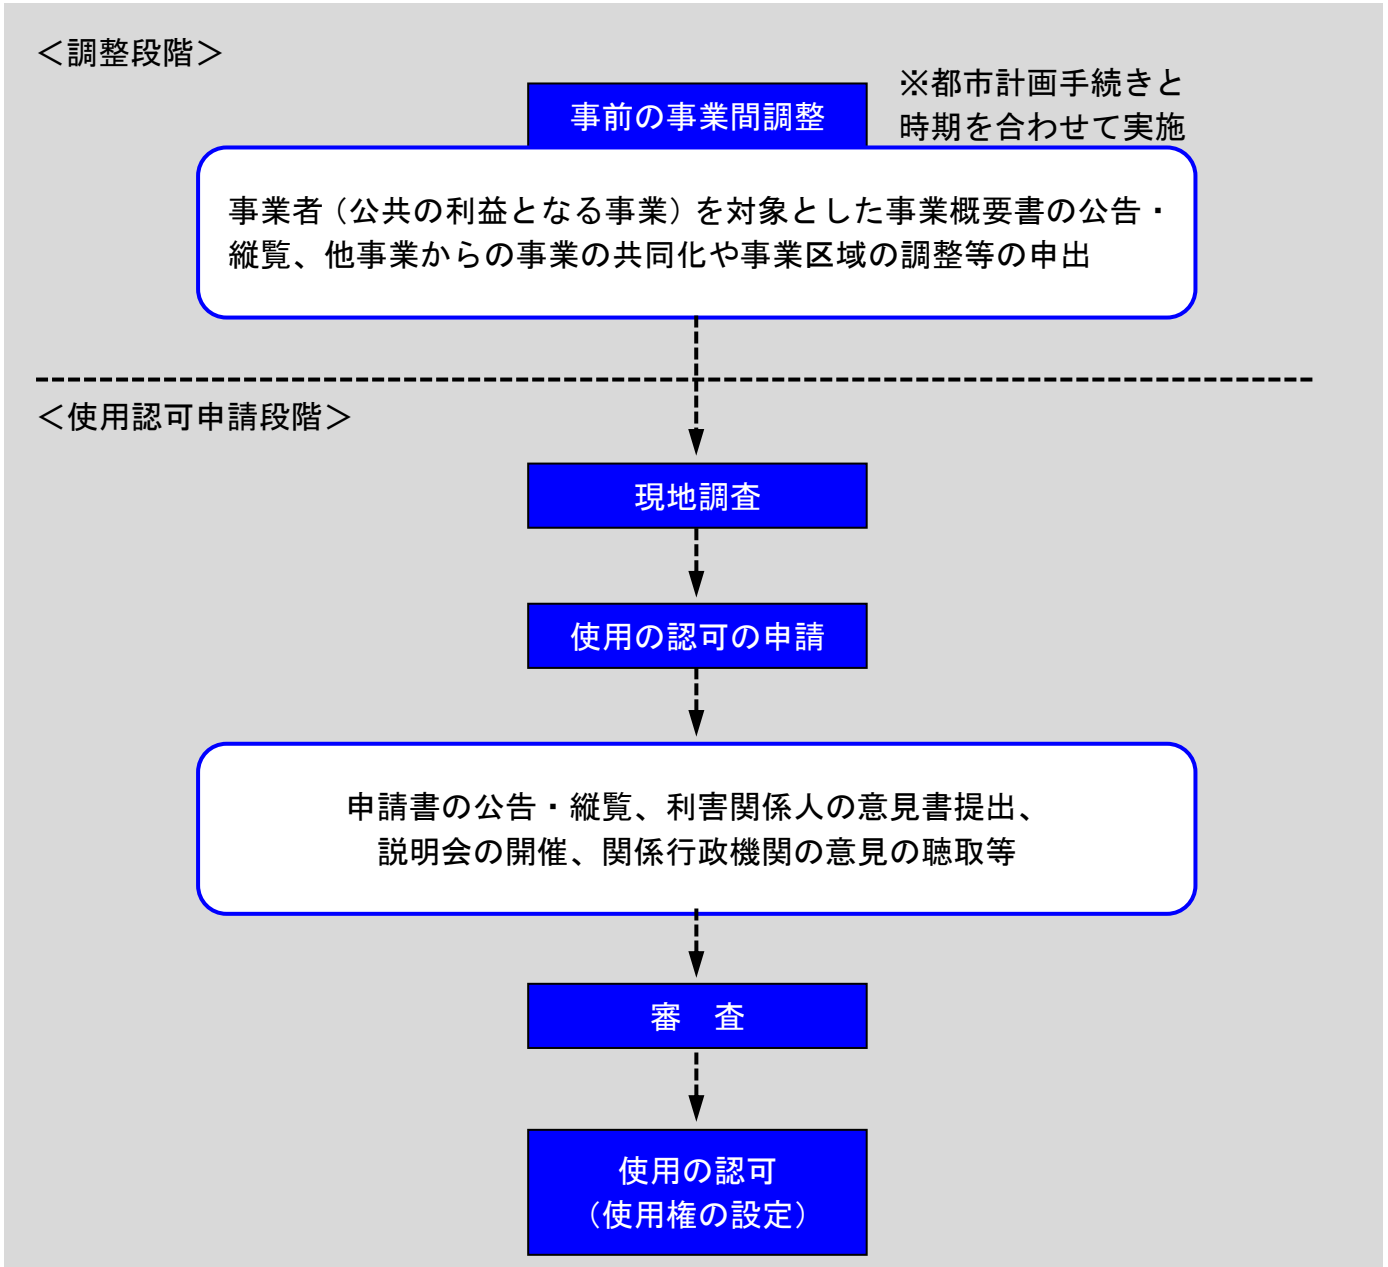 ＜調整段階＞
事前の事業間調整
※都市計画手続きと
時期を合わせて実施
事業者（公共の利益となる事業）を対象とした事業概要書の公告・
縦覧、他事業からの事業の共同化や事業区域の調整等の申出
＜使用認可申請段階＞
現地調査
使用の認可の申請
申請書の公告・縦覧、利害関係人の意見書提出、
説明会の開催、関係行政機関の意見の聴取等
審　査
使用の認可
（使用権の設定）